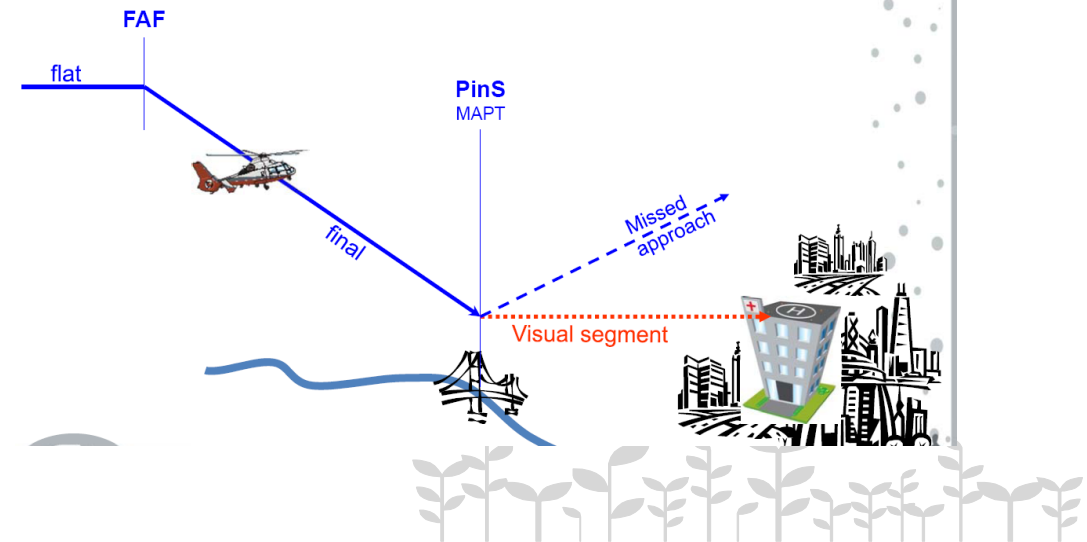 FAF
flat
PinS
MAPT
final
Missed
approach
Visual segment
H